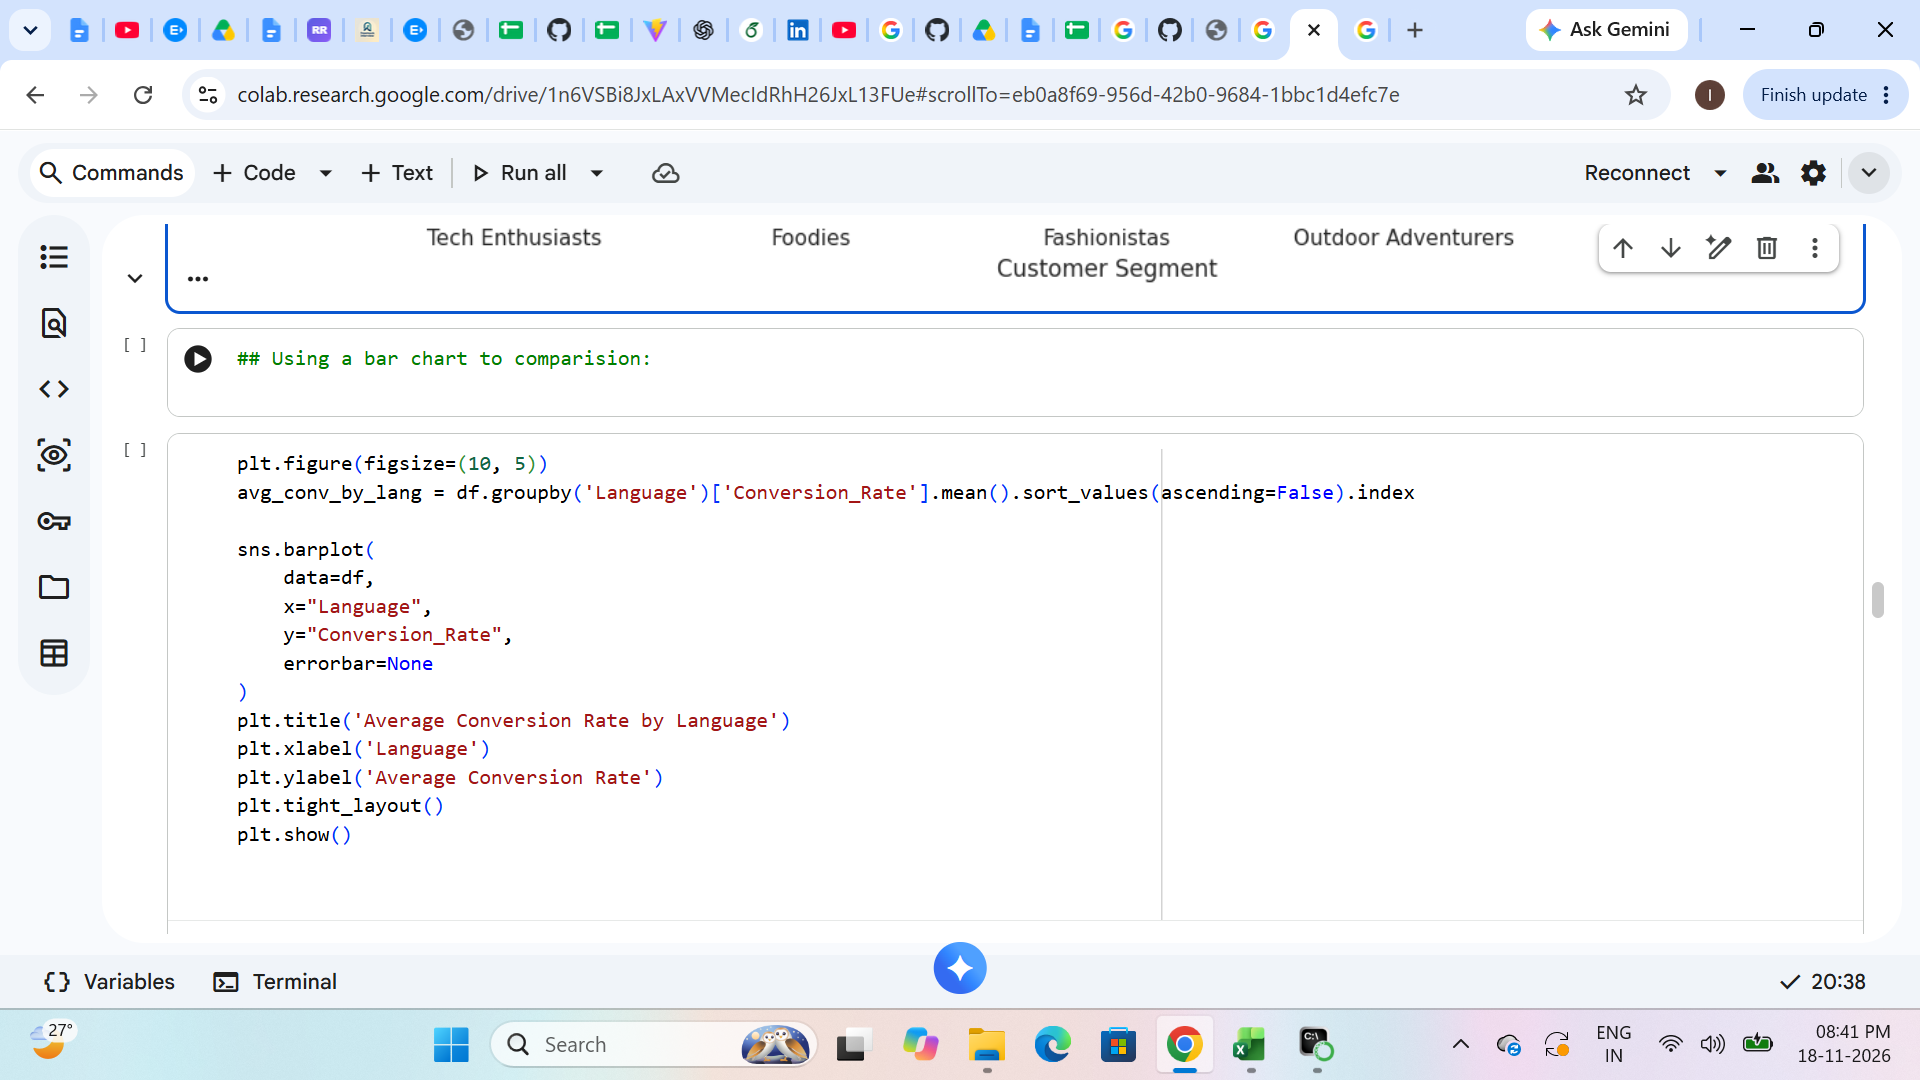 Ask Gemini
colab.research.google.com/drive/1n6VSBi8JxLAxVVMecIdRhH26JxL13FUe#scrollTo=eb0a8f69-956d-42b0-9684-1bbc1d4efc7e
I
Finish update
Commands
+ Code
+ Text
Run all
Reconnect
Tech Enthusiasts Foodies Fashionistas Outdoor Adventurers
Customer Segment
[ ]
## Using a bar chart to comparision:
[ ]
plt.figure(figsize=(10, 5))
avg_conv_by_lang = df.groupby('Language')['Conversion_Rate'].mean().sort_values(ascending=False).index
sns.barplot(
data=df,
x="Language",
y="Conversion_Rate",
errorbar=None
)
plt.title('Average Conversion Rate by Language')
plt.xlabel('Language')
plt.ylabel('Average Conversion Rate')
plt.tight_layout()
plt.show()
Variables
Terminal
20:38
27°
Search
ENG
IN
08:41 PM
18-11-2026